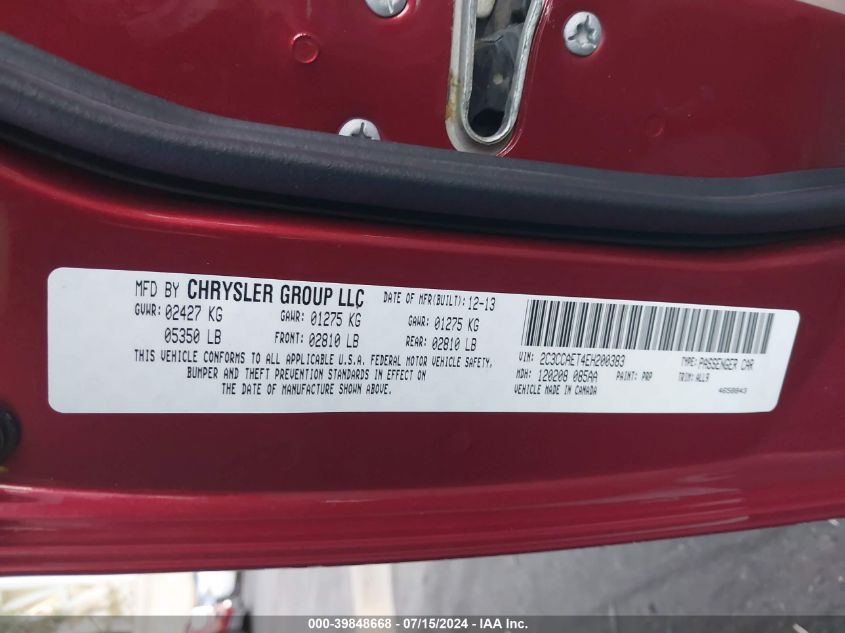 MFD BY CHRYSLER GROUP LLC DATE OF MFR(BUILT): 12-13
GVWR: 02427 KG GAWR: 01275 KG GAWR: 01275 KG
05350 LB FRONT: 02810 LB REAR: 02810 LB
THIS VEHICLE CONFORMS TO ALL APPLICABLE U.S.A. FEDERAL MOTOR VEHICLE SAFETY,
BUMPER AND THEFT PREVENTION STANDARDS IN EFFECT ON
THE DATE OF MANUFACTURE SHOWN ABOVE.
VIN: 2C3CCAET4EH200383 TYPE: PASSENGER CAR
MDH: 120208 085AA PAINT: PRP TRIM: ALL9
VEHICLE MADE IN CANADA 4650843
000-39848668 - 07/15/2024 - IAA Inc.